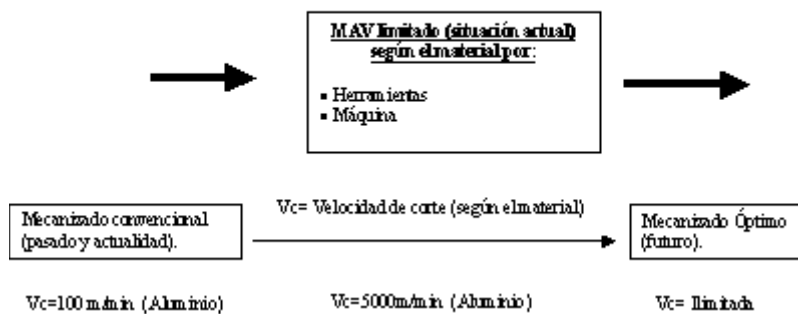 MAV limitado (situación actual)
según el material por:
▪ Herramientas
▪ Máquina
Mecanizado convencional
(pasado y actualidad).
Vc= Velocidad de corte (según el material)
Mecanizado Óptimo
(futuro).
Vc=100 m/min (Aluminio)
Vc=5000m/min (Aluminio)
Vc= Ilimitada